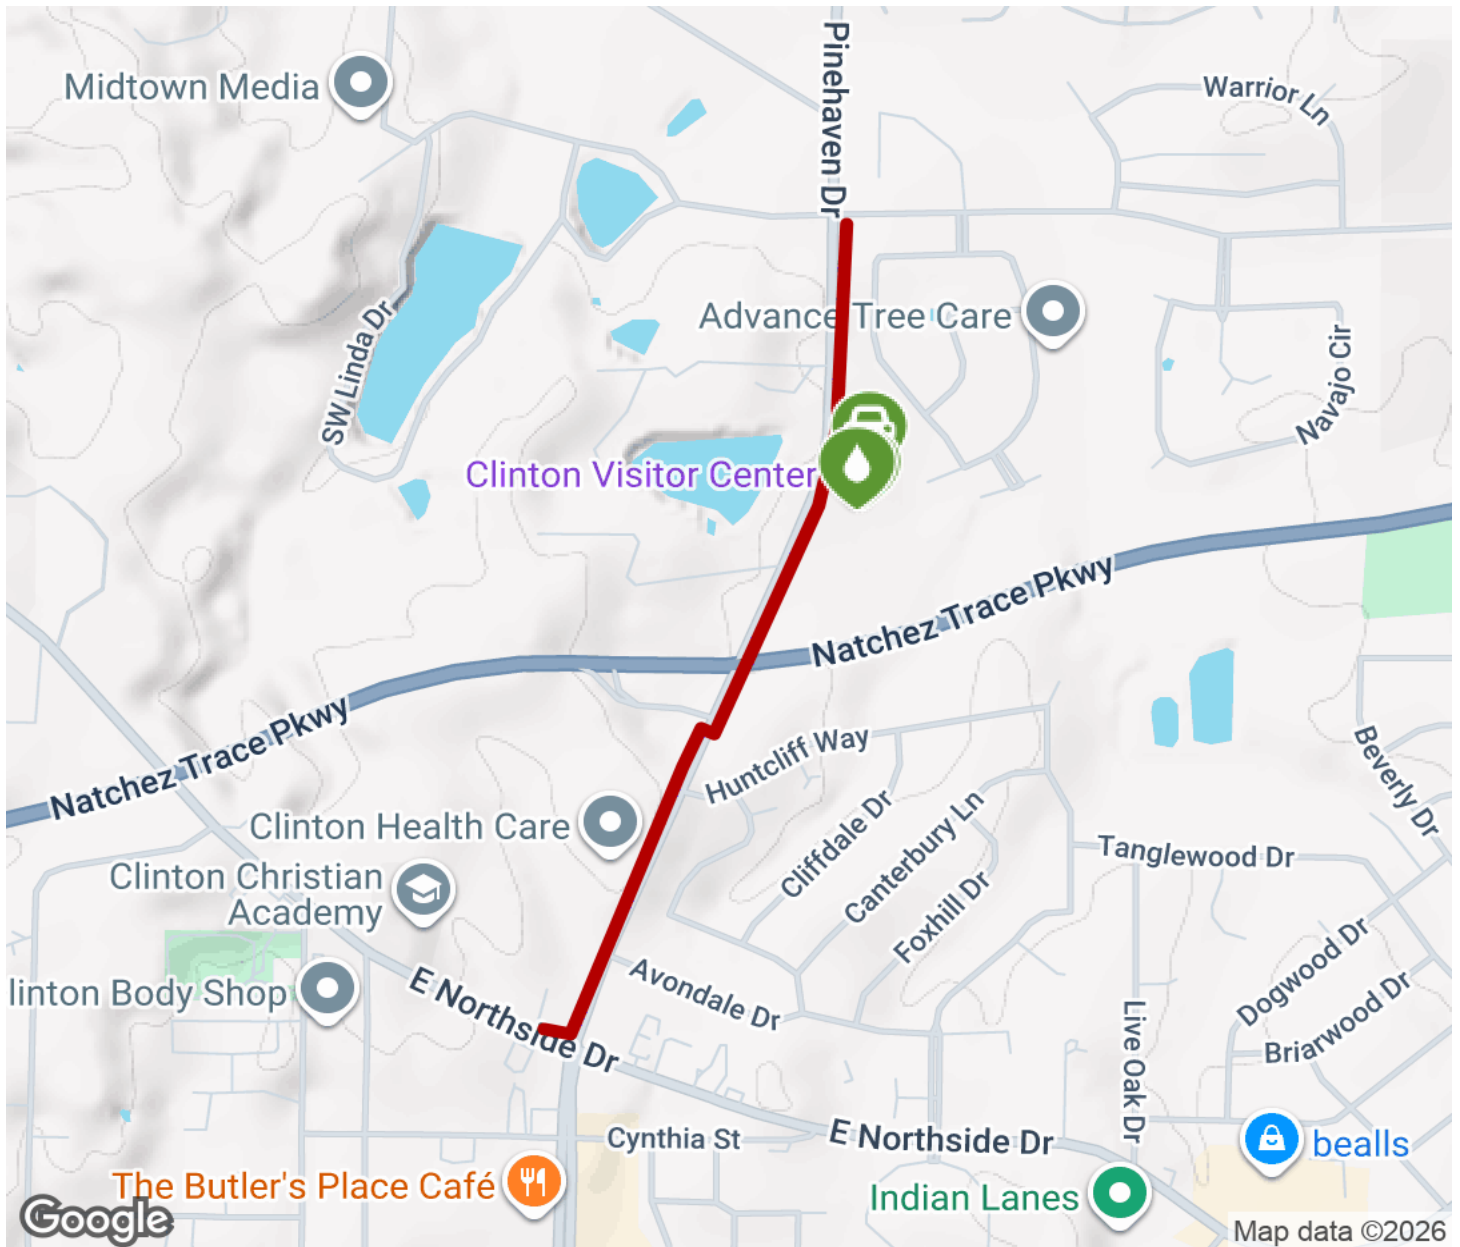 Midtown Media
Pinehaven Dr
Warrior Ln
Advance Tree Care
SW Linda Dr
Navajo Cir
Clinton Visitor Center
Natchez Trace Pkwy
Natchez Trace Pkwy
Huntcliff Way
Beverly Dr
Clinton Health Care
Cliffdale Dr
Canterbury Ln
Tanglewood Dr
Clinton Christian
Academy
Foxhill Dr
Dogwood Dr
linton Body Shop
E Northside Dr
Avondale Dr
Live Oak Dr
Briarwood Dr
Cynthia St
E Northside Dr
bealls
The Butler's Place Café
Indian Lanes
Google
Map data ©2026